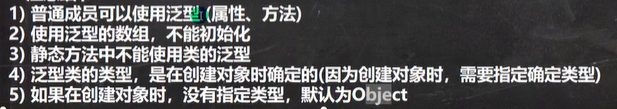 1) 普通成员可以使用泛型 (属性、方法)
2) 使用泛型的数组，不能初始化
3) 静态方法中不能使用类的泛型
4) 泛型类的类型，是在创建对象时确定的(因为创建对象时，需要指定确定类型)
5) 如果在创建对象时，没有指定类型，默认为Object